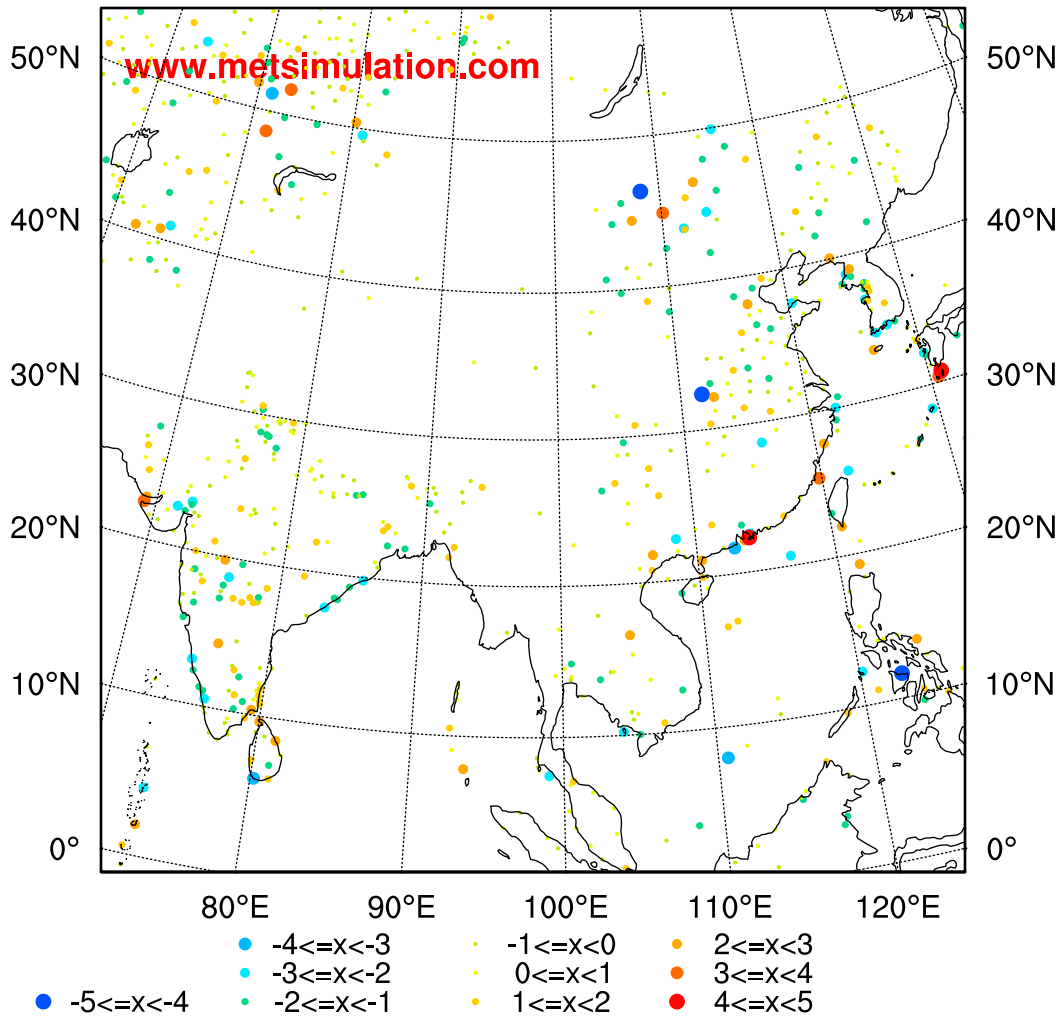 50°N 50°N
www.metsimulation.com
40°N 40°N
30°N 30°N
20°N 20°N
10°N 10°N
0° 0°
80°E 90°E 100°E 110°E 120°E
-4<=x<-3 -1<=x<0 2<=x<3
-3<=x<-2 0<=x<1 3<=x<4
-5<=x<-4 -2<=x<-1 1<=x<2 4<=x<5